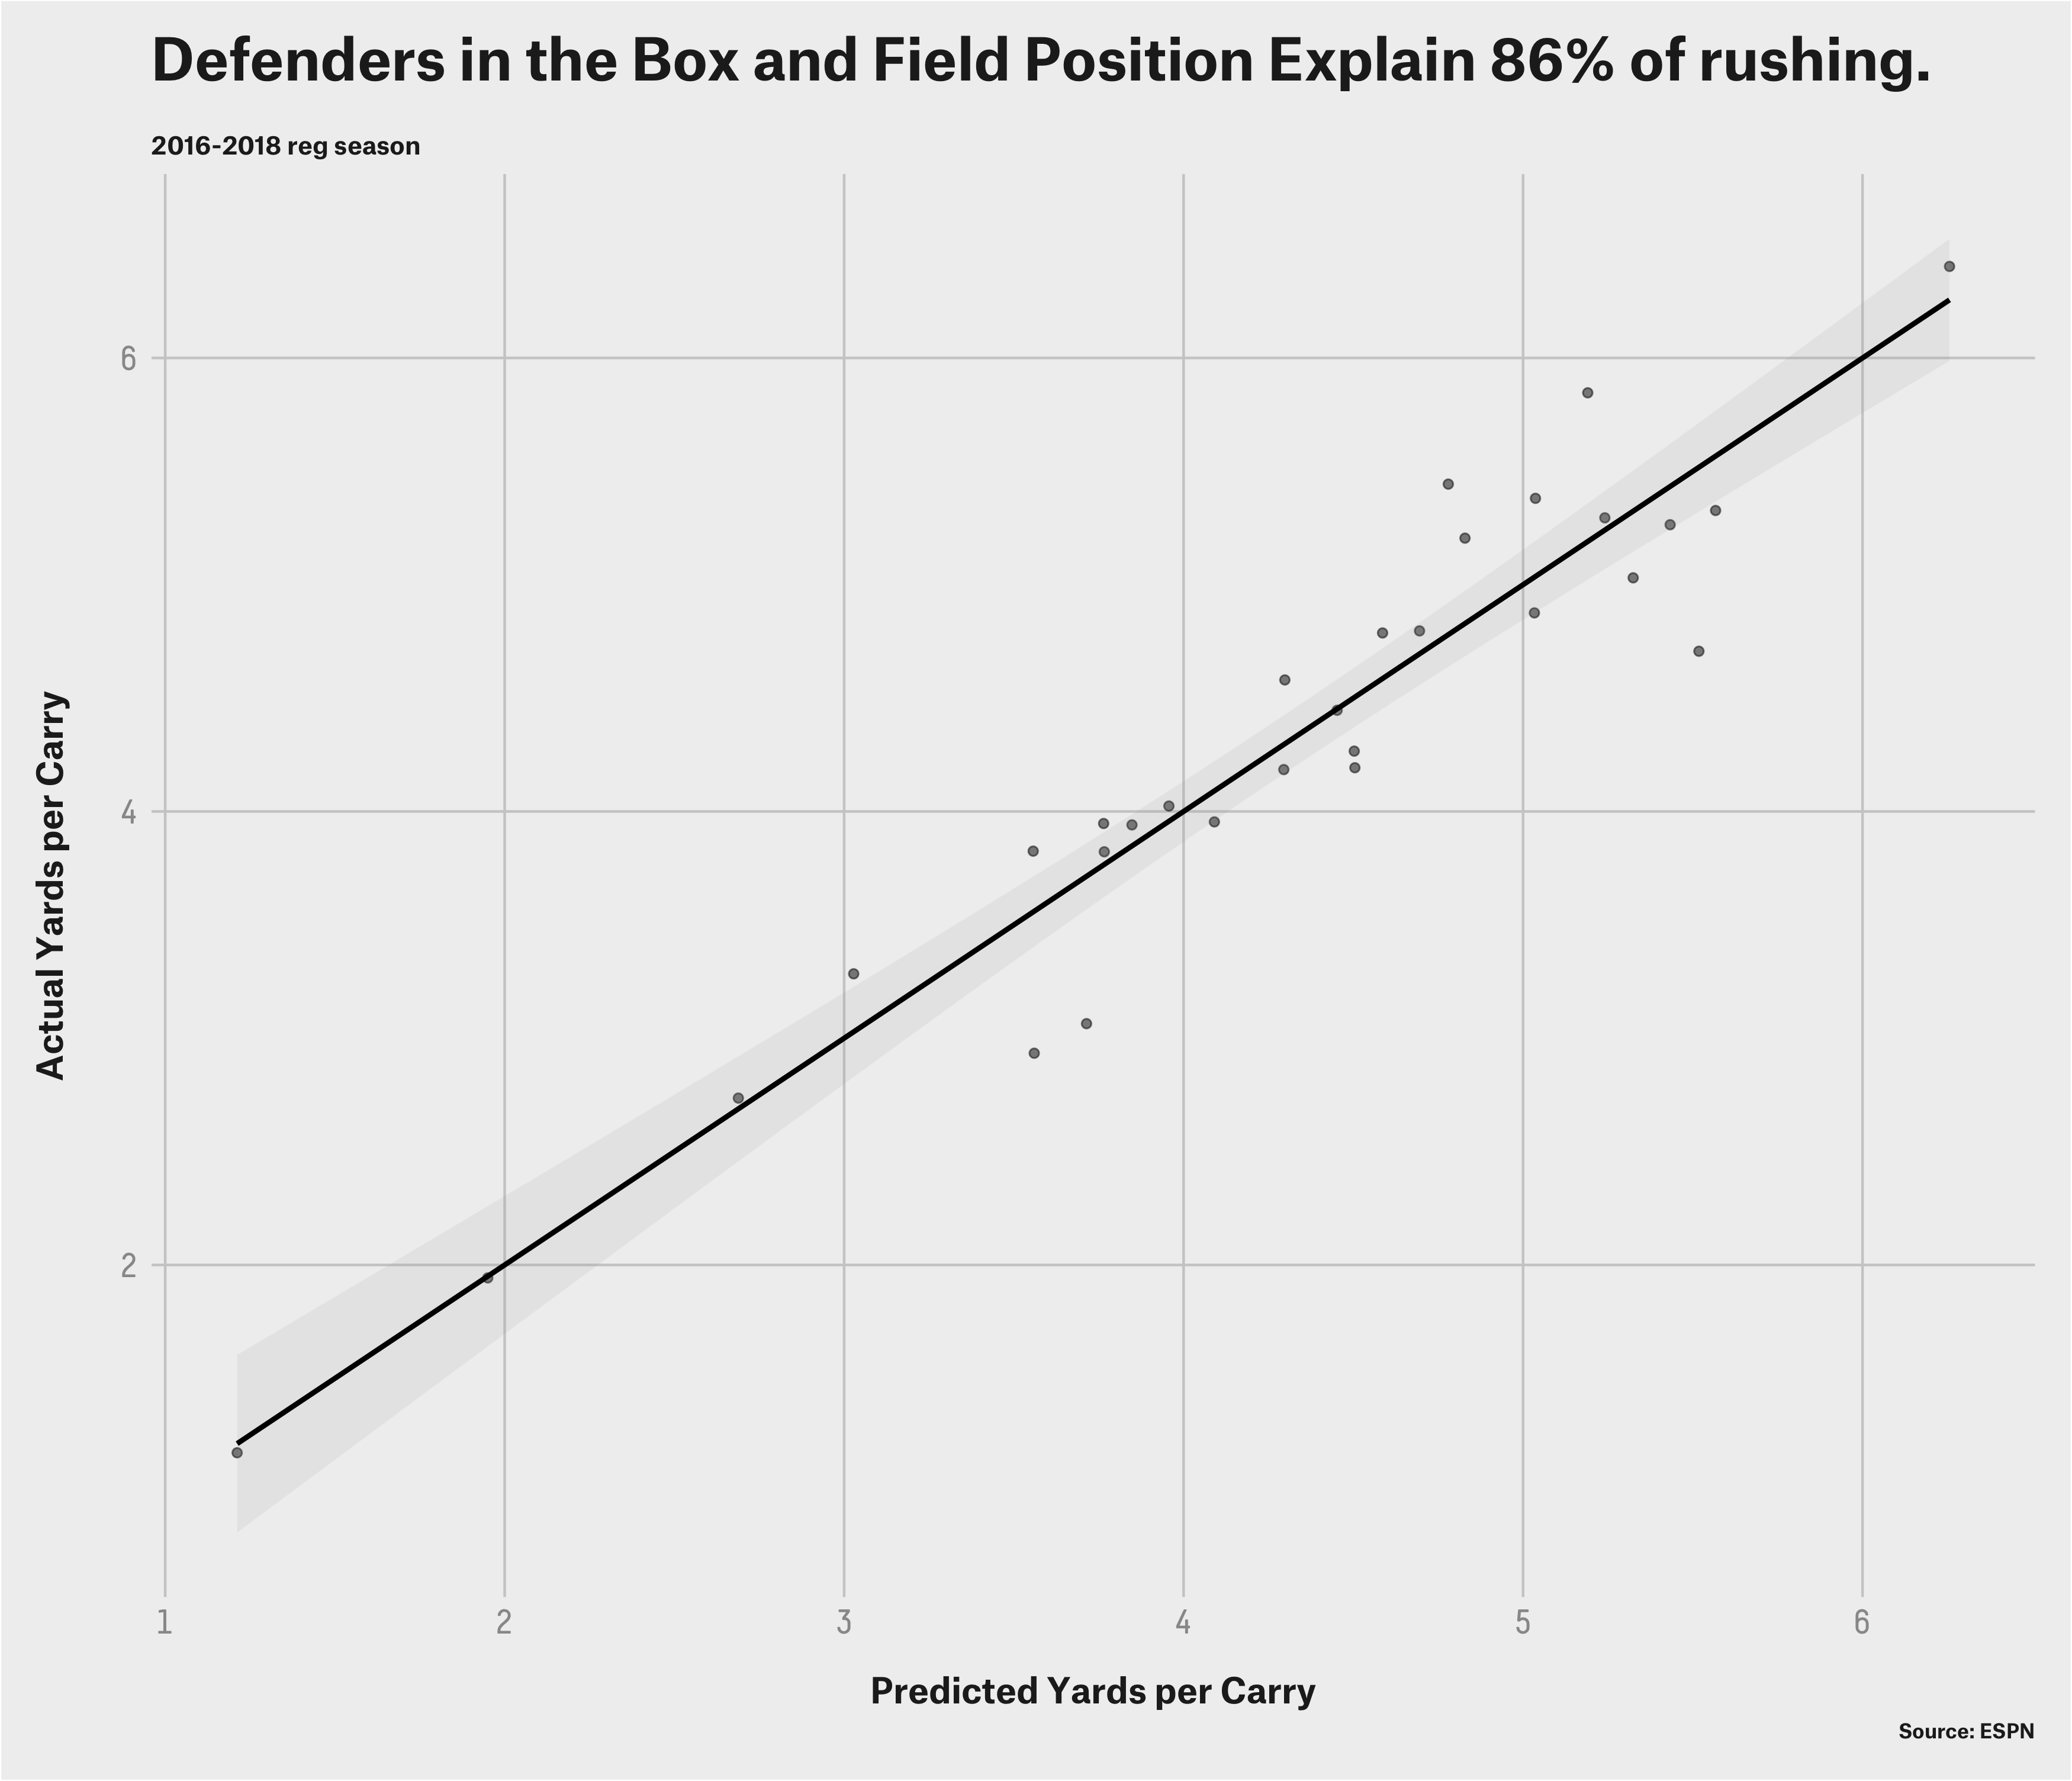 Defenders in the Box and Field Position Explain 86% of rushing.
2016-2018 reg season
Actual Yards per Carry
6
4
2
1 2 3 4 5 6
Predicted Yards per Carry
Source: ESPN